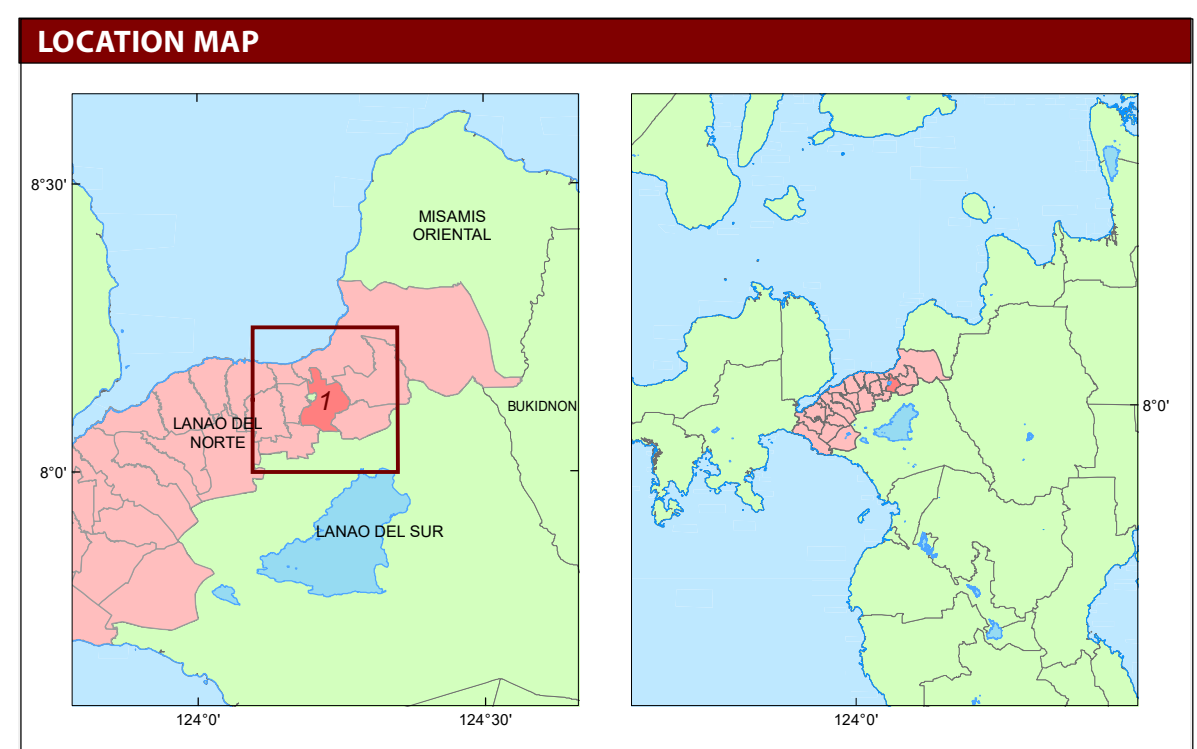 LOCATION MAP
8°30'
MISAMIS
ORIENTAL
1
LANAO DEL
NORTE
BUKIDNON
8°0'
LANAO DEL SUR
124°0'
124°30'
8°0'
124°0'